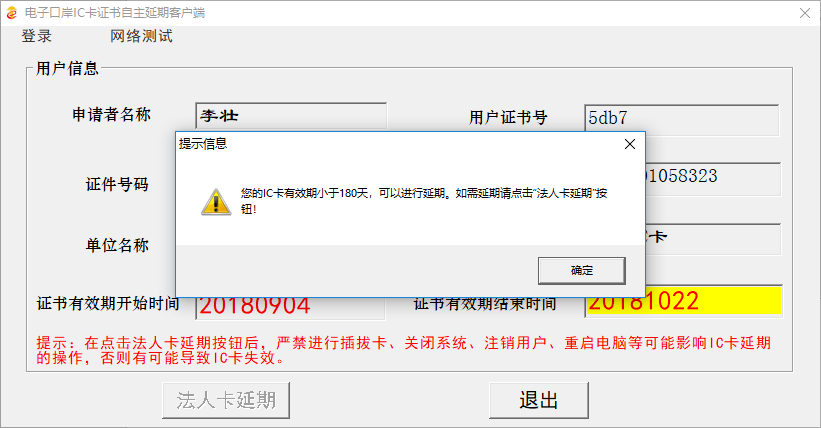 电子口岸IC卡证书自主延期客户端
登录 网络测试
用户信息
申请者名称 李壮 用户证书号 5db7
提示信息
证件号码 01058323
您的IC卡有效期小于180天，可以进行延期。如需延期请点击“法人卡延期”按
钮！
单位名称 卡
确定
证书有效期开始时间 20180904 证书有效期结束时间 20181022
提示：在点击法人卡延期按钮后，严禁进行插拔卡、关闭系统、注销用户、重启电脑等可能影响IC卡延期
的操作，否则有可能导致IC卡失效。
法人卡延期 退出